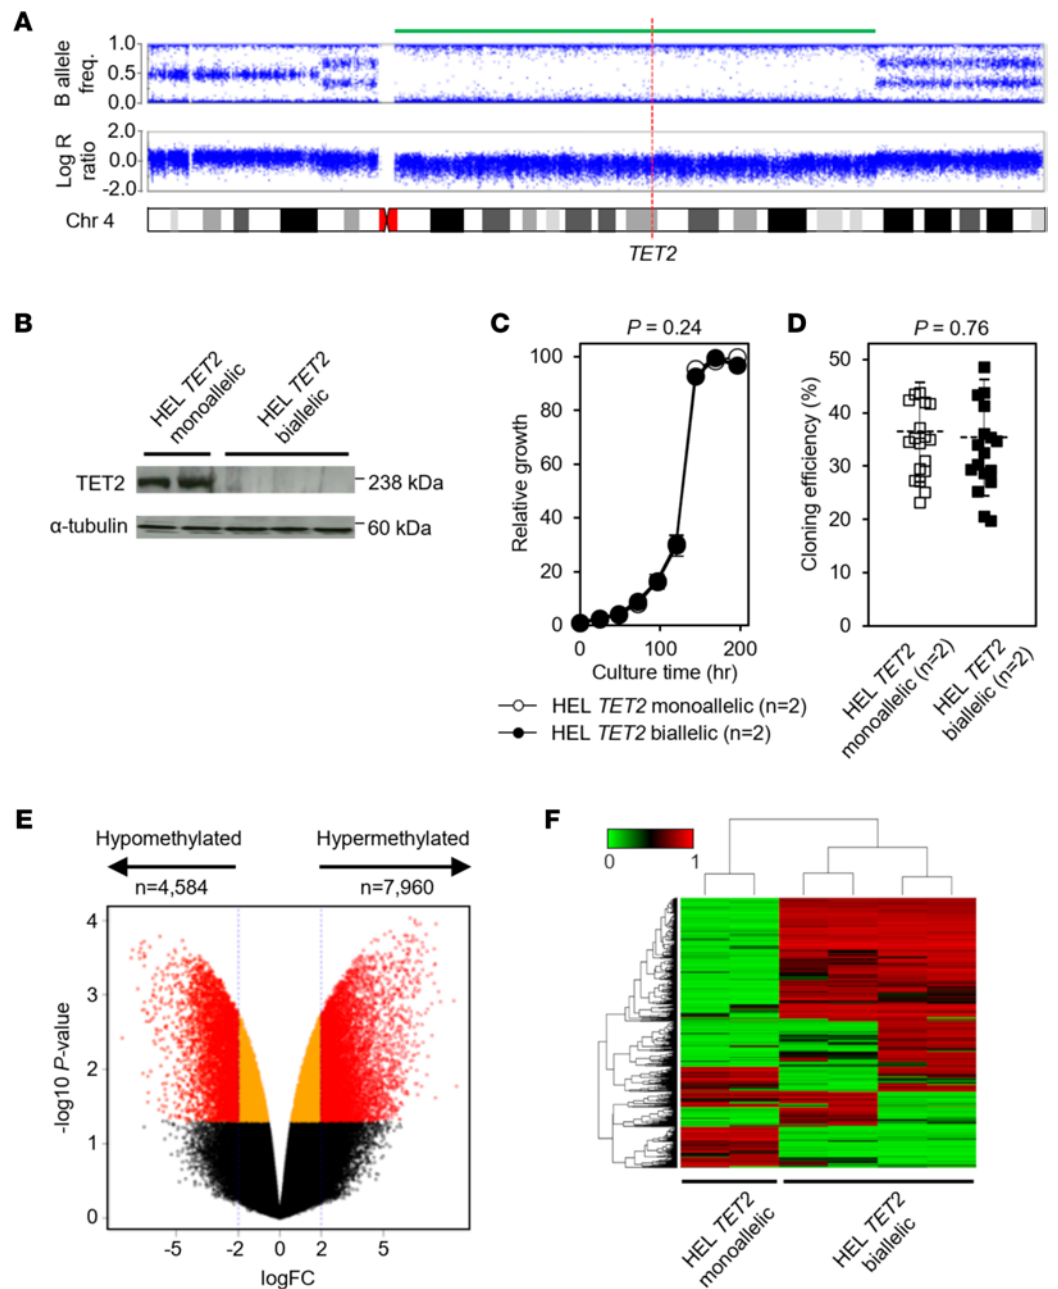 A
B allele
freq.
1.0
0.5
0.0
Log R
ratio
2.0
0.0
-2.0
Chr 4
TET2
B
HEL TET2
monoallelic
HEL TET2
biallelic
TET2
238 kDa
α-tubulin
60 kDa
C
P = 0.24
Relative growth
100
80
60
40
20
0
0
100
200
Culture time (hr)
HEL TET2 monoallelic (n=2)
HEL TET2 biallelic (n=2)
D
P = 0.76
Cloning efficiency (%)
50
40
30
20
10
0
HEL TET2
monoallelic (n=2)
HEL TET2
biallelic (n=2)
E
Hypomethylated
Hypermethylated
n=4,584
n=7,960
-log10 P-value
4
3
2
1
0
-5
-2
0
2
5
logFC
F
0
1
HEL TET2
monoallelic
HEL TET2
biallelic